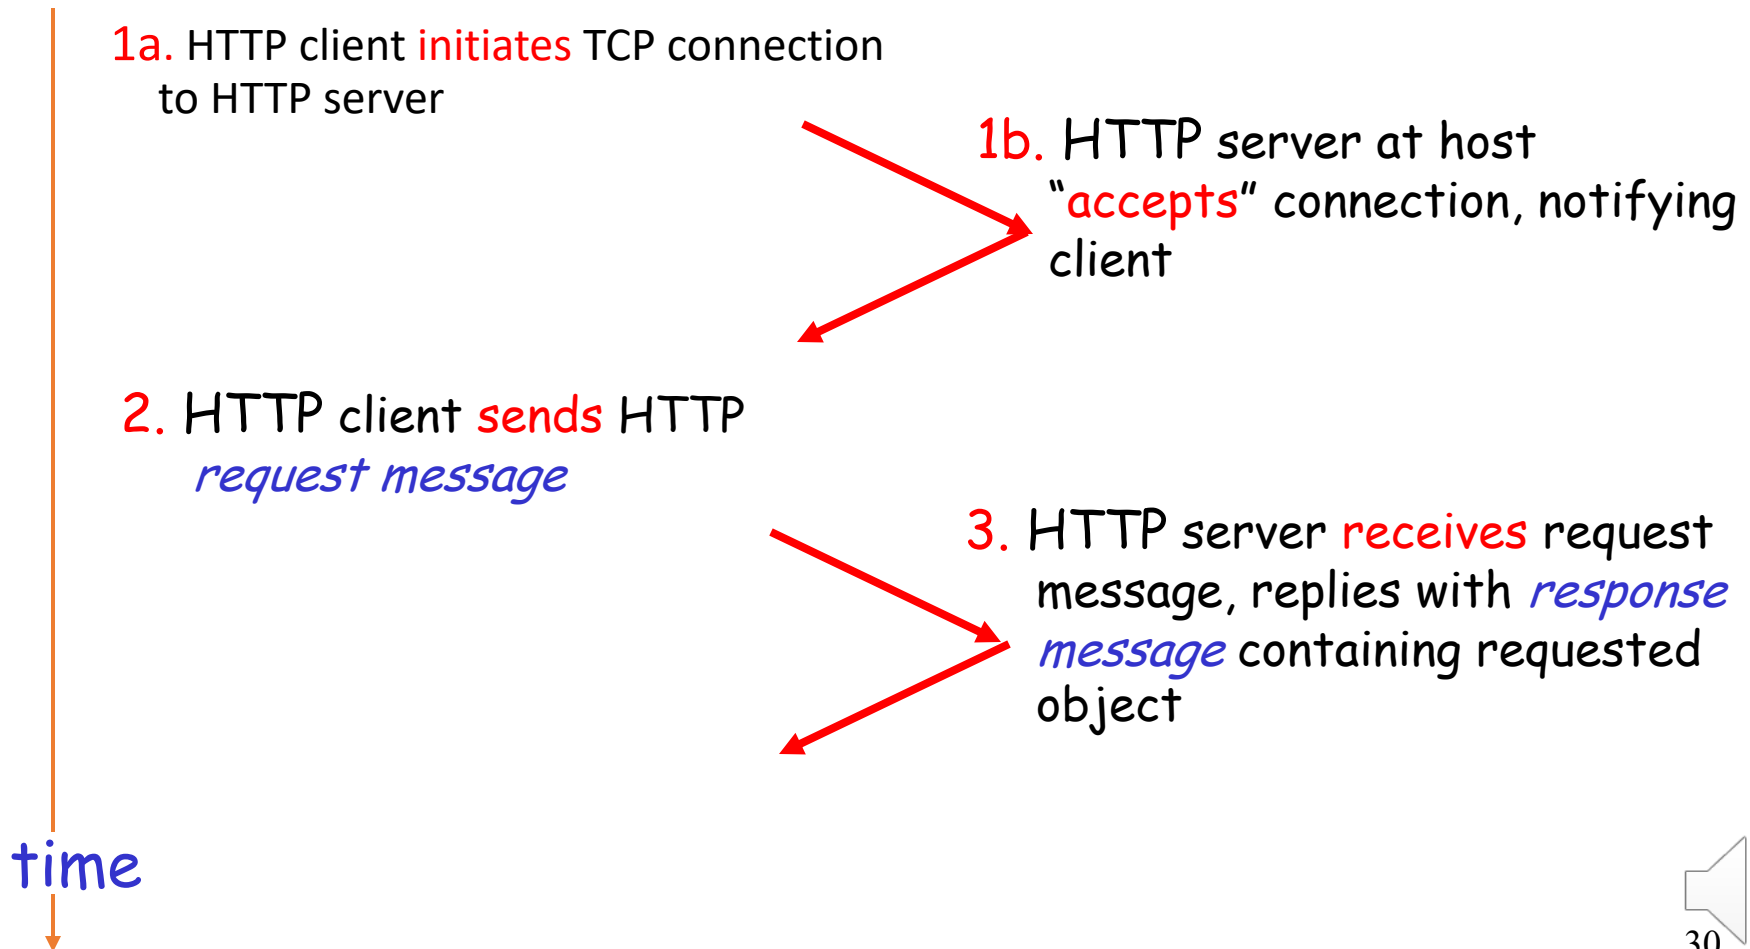 1a. HTTP client initiates TCP connection
to HTTP server
1b. HTTP server at host
“accepts” connection, notifying
client
2. HTTP client sends HTTP
request message
3. HTTP server receives request
message, replies with response
message containing requested
object
time
30